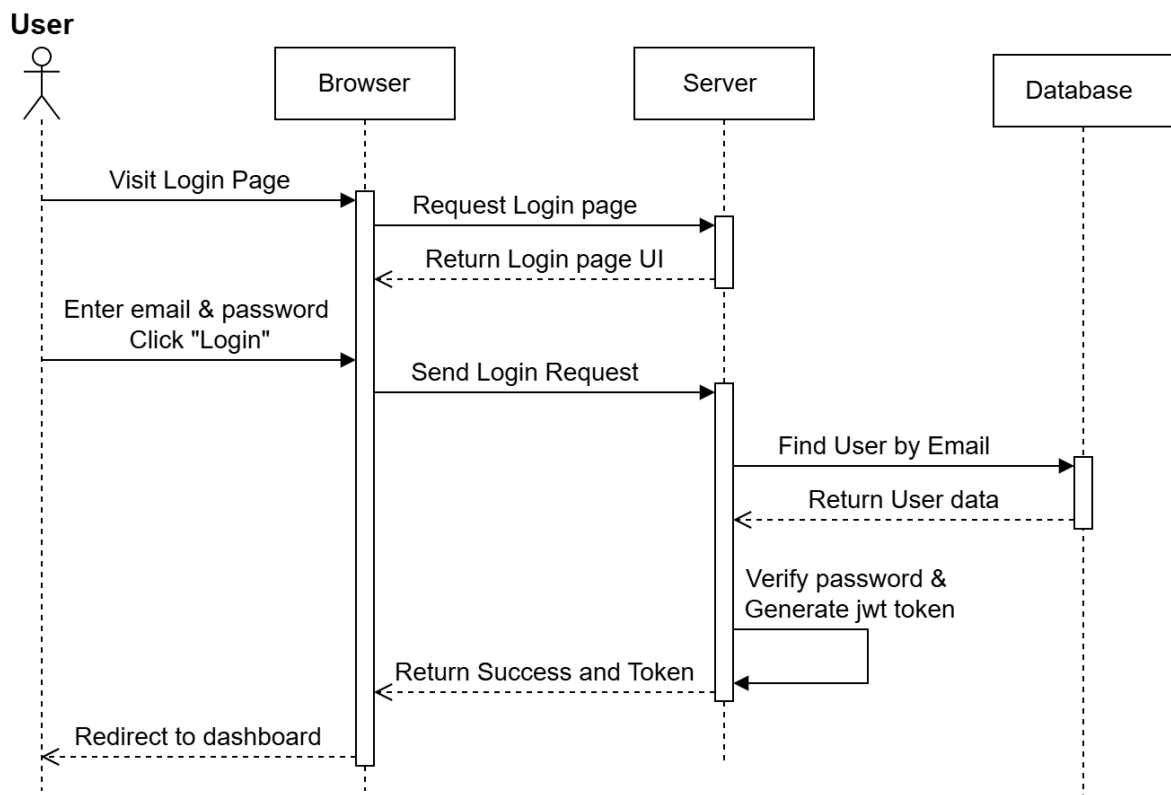 User
Browser
Server
Database
Visit Login Page
Request Login page
Return Login page UI
Enter email & password
Click "Login"
Send Login Request
Find User by Email
Return User data
Verify password &
Generate jwt token
Return Success and Token
Redirect to dashboard